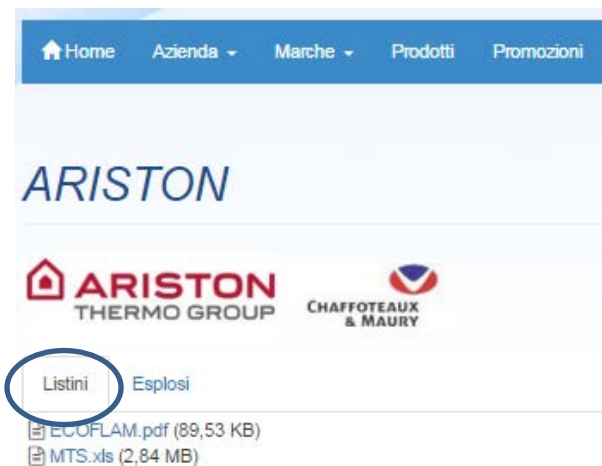 Home Azienda Marche Prodotti Promozioni
ARISTON
ARISTON
THERMO GROUP
CHAFFOTEAUX
& MAURY
Listini Esplosi
ECOFLAM.pdf (89,53 KB)
MTS.xls (2,84 MB)